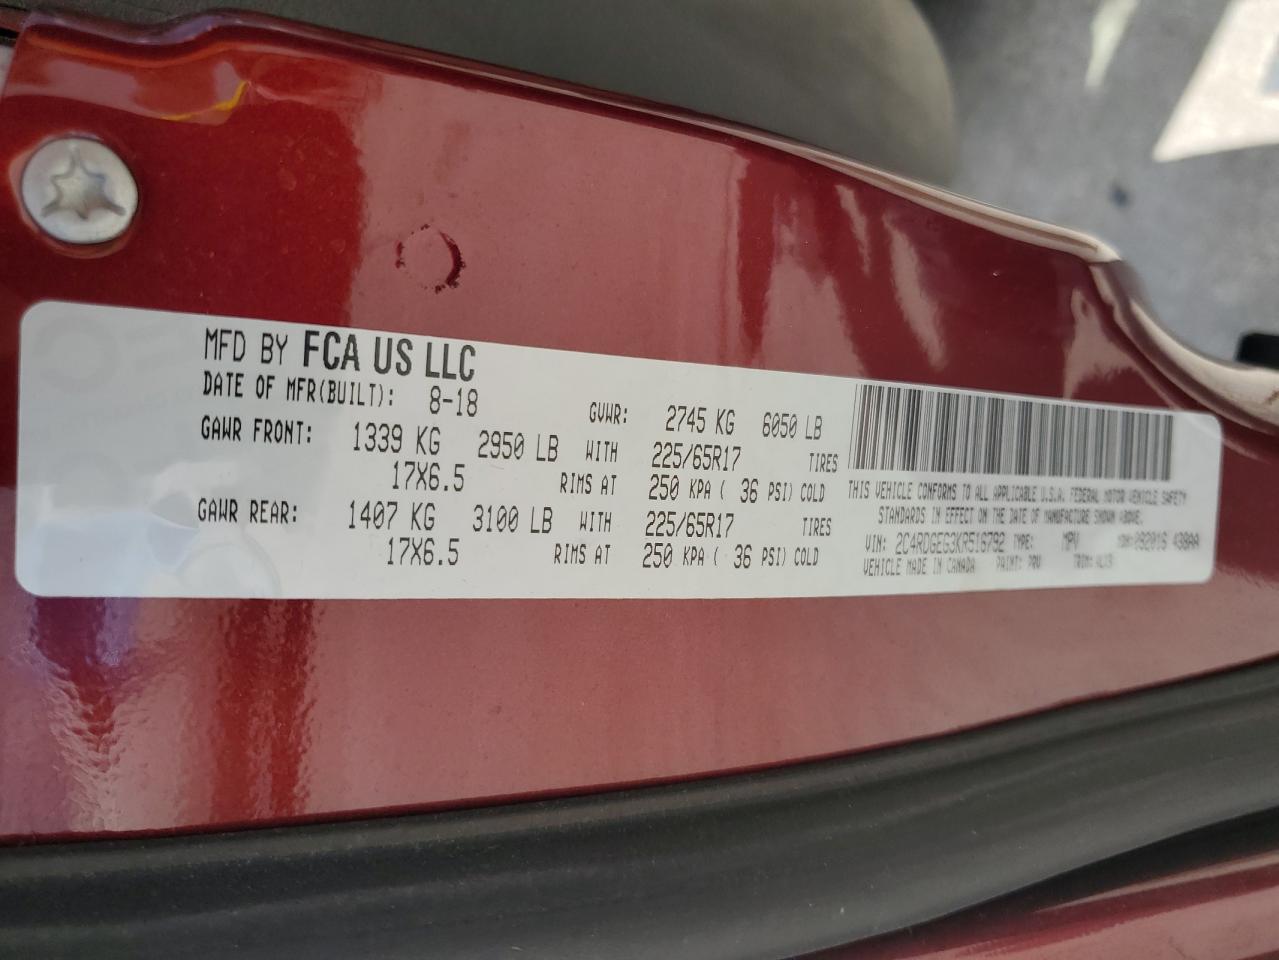 MFD BY FCA US LLC
DATE OF MFR(BUILT): 8-18 GVWR: 2745 KG 6050 LB
GAWR FRONT: 1339 KG 2950 LB WITH 225/65R17 TIRES
17X6.5 RIMS AT 250 KPA ( 36 PSI) COLD
GAWR REAR: 1407 KG 3100 LB WITH 225/65R17 TIRES
17X6.5 RIMS AT 250 KPA ( 36 PSI) COLD
THIS VEHICLE CONFORMS TO ALL APPLICABLE U.S.A. FEDERAL MOTOR VEHICLE SAFETY
STANDARDS IN EFFECT ON THE DATE OF MANUFACTURE SHOWN ABOVE.
VIN: 2C4RDGEG3KR516792 TYPE: MPV
VEHICLE MADE IN CANADA PAINT: PRV TRIM: